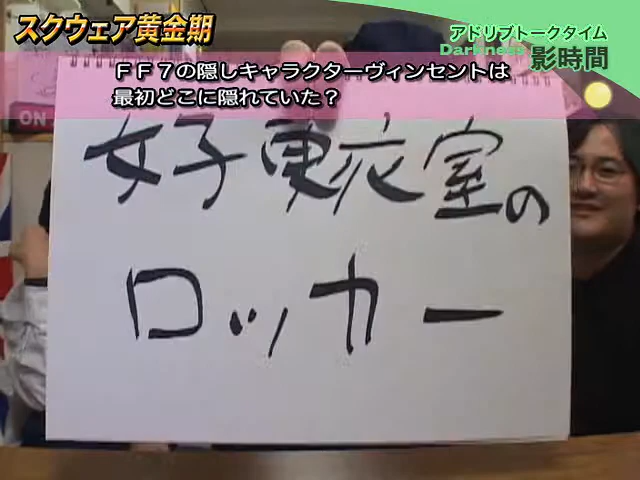 スクウェア黄金期
アドリブトークタイム
Darkness 影時間
FF7の隠しキャラクターヴィンセントは
最初どこに隠れていた?
ON
女子更衣室の
ロッカー